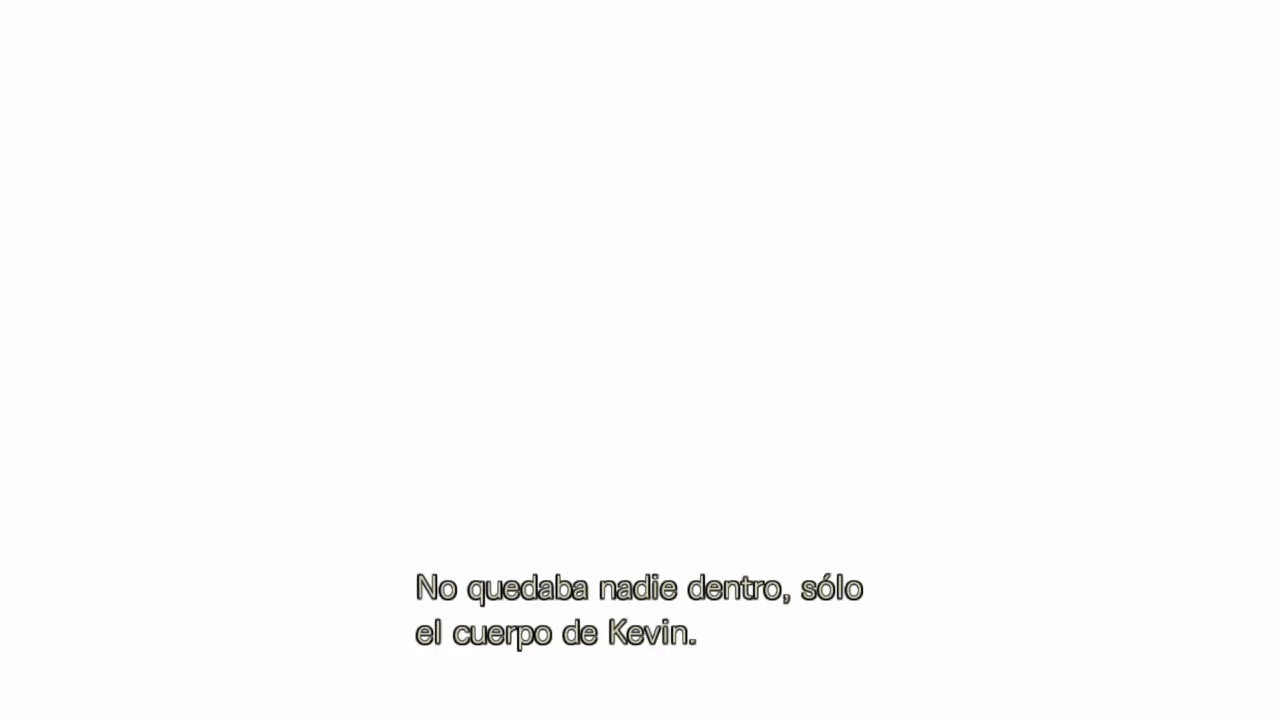 No quedaba nadie dentro, sólo
el cuerpo de Kevin.